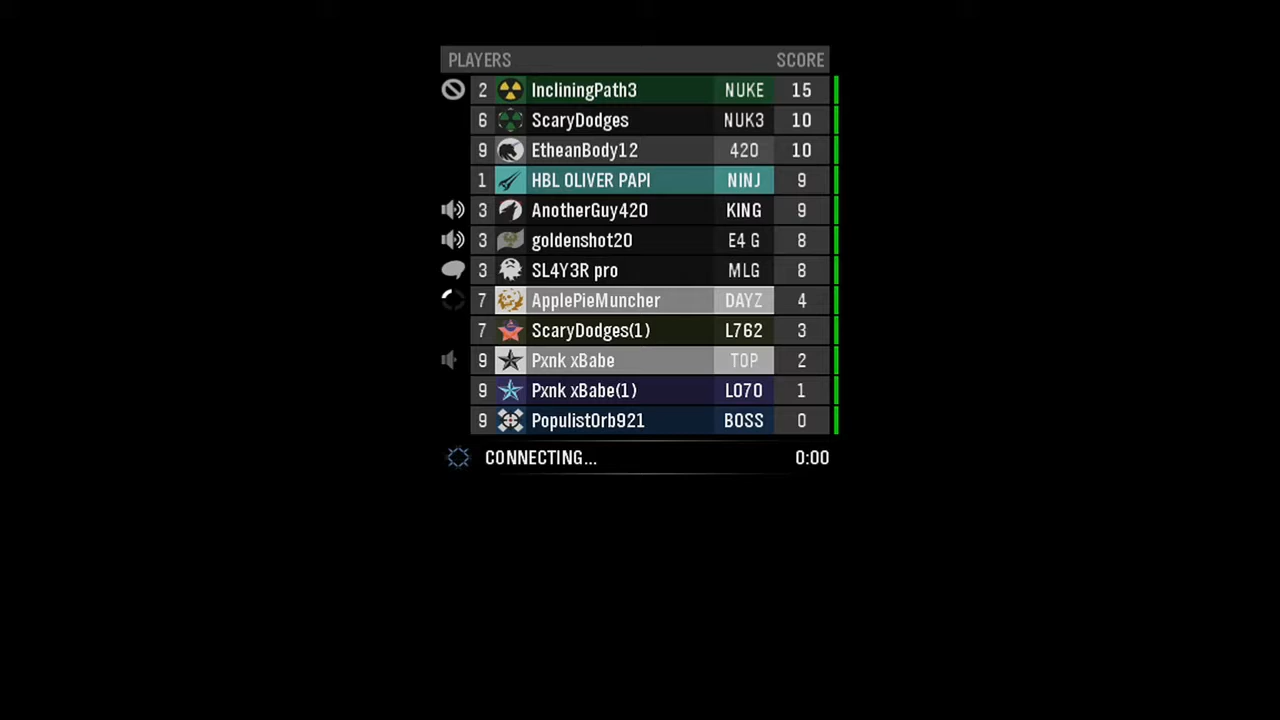 PLAYERS SCORE
2 IncliningPath3 NUKE 15
6 ScaryDodges NUK3 10
9 EtheanBody12 420 10
1 HBL OLIVER PAPI NINJ 9
3 AnotherGuy420 KING 9
3 goldenshot20 E4 G 8
3 SL4Y3R pro MLG 8
7 ApplePieMuncher DAYZ 4
7 ScaryDodges(1) L762 3
9 Pxnk xBabe TOP 2
9 Pxnk xBabe(1) LO70 1
9 PopulistOrb921 BOSS 0
CONNECTING... 0:00